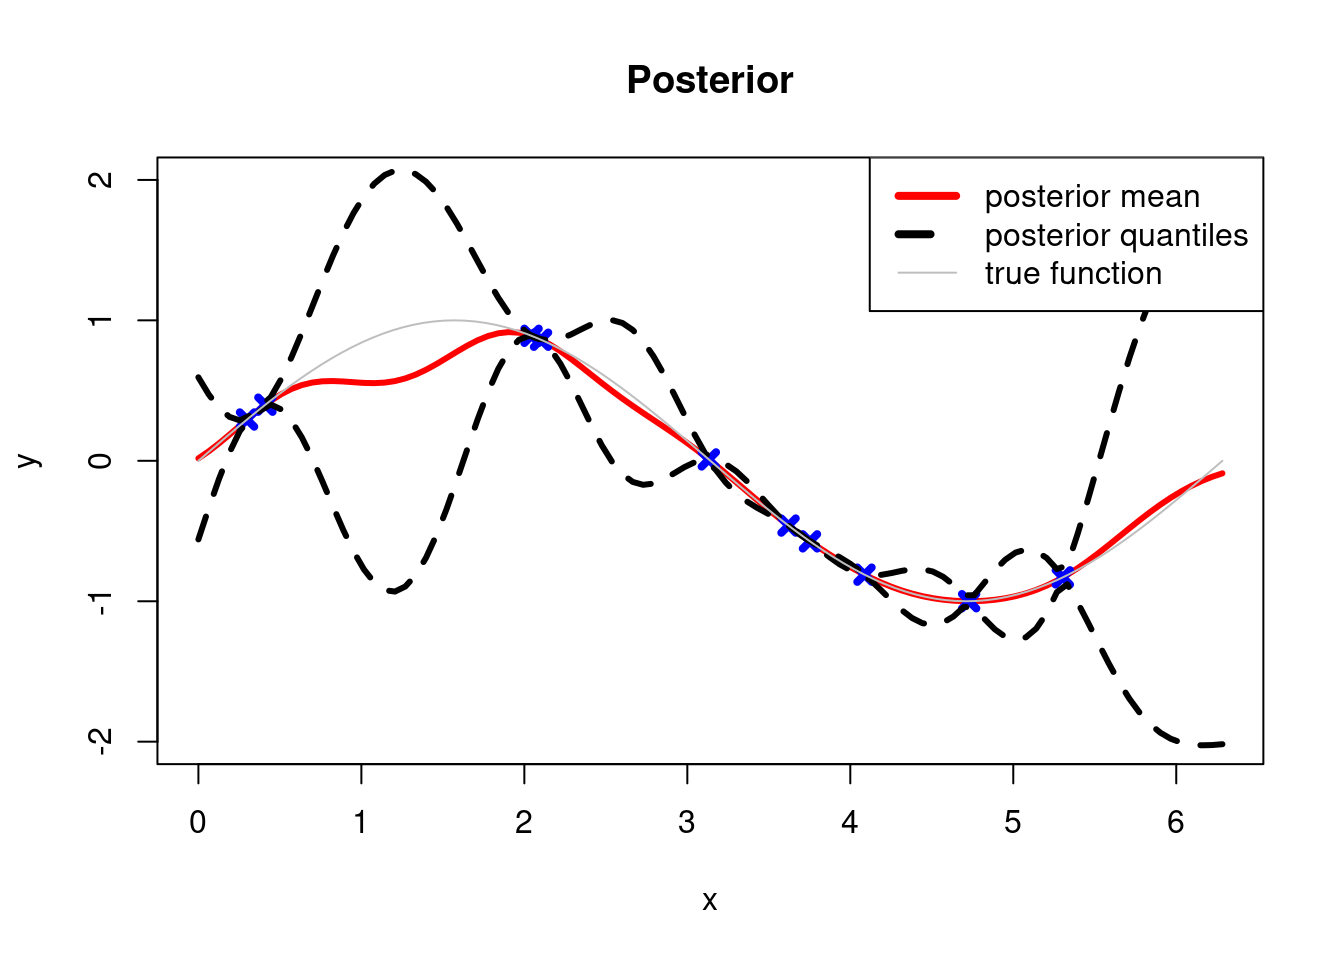 Posterior
posterior mean
posterior quantiles
true function
y
2
1
0
-1
-2
0 1 2 3 4 5 6
x